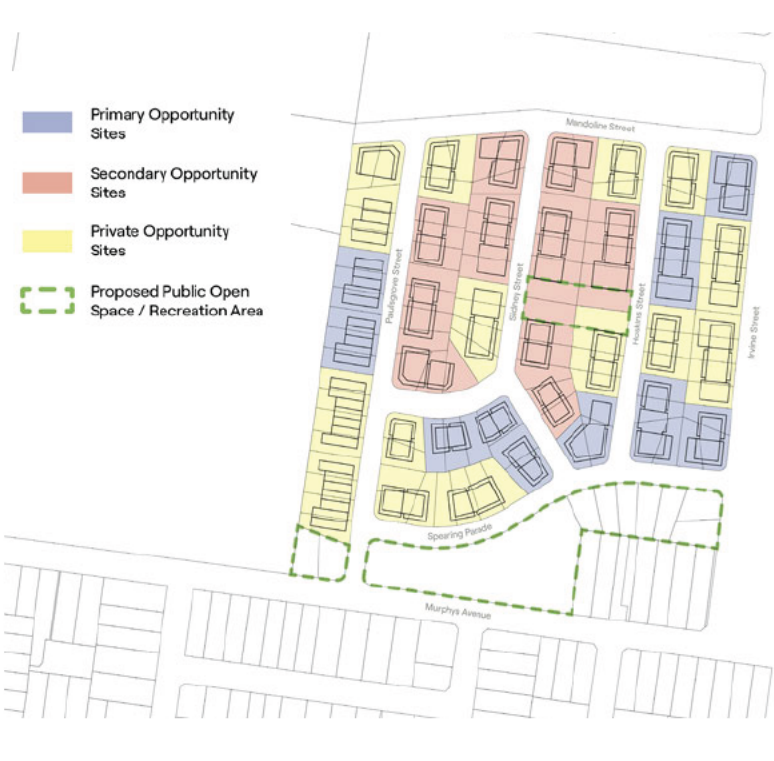 Primary Opportunity
Sites
Secondary Opportunity
Sites
Private Opportunity
Sites
Proposed Public Open
Space / Recreation Area
Mandoline Street
Paulsgrove Street
Sidney Street
Hoskins Street
Irvine Street
Spearing Parade
Murphys Avenue